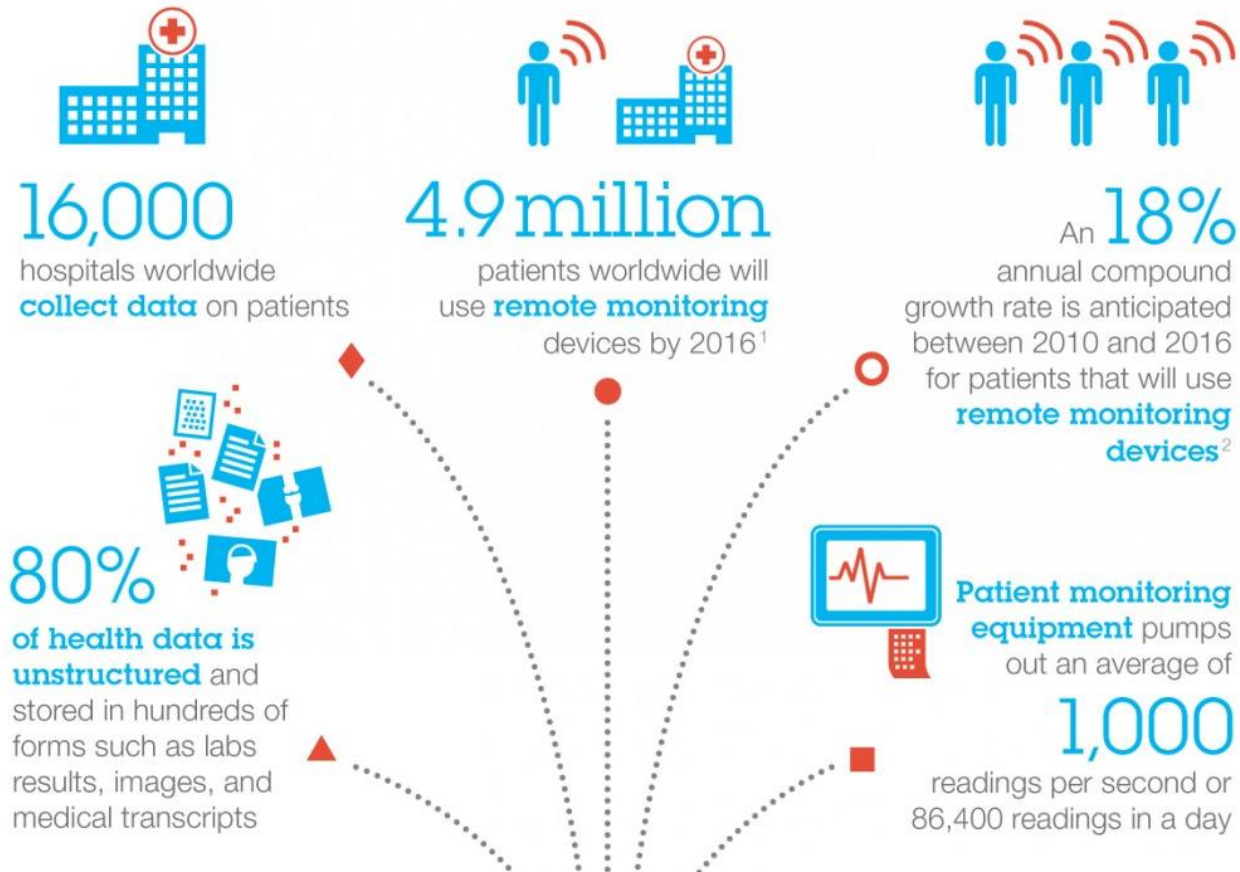 16,000
hospitals worldwide
collect data on patients
4.9 million
patients worldwide will
use remote monitoring
devices by 2016¹
An 18%
annual compound
growth rate is anticipated
between 2010 and 2016
for patients that will use
remote monitoring
devices²
80%
of health data is
unstructured and
stored in hundreds of
forms such as labs
results, images, and
medical transcripts
Patient monitoring
equipment pumps
out an average of
1,000
readings per second or
86,400 readings in a day